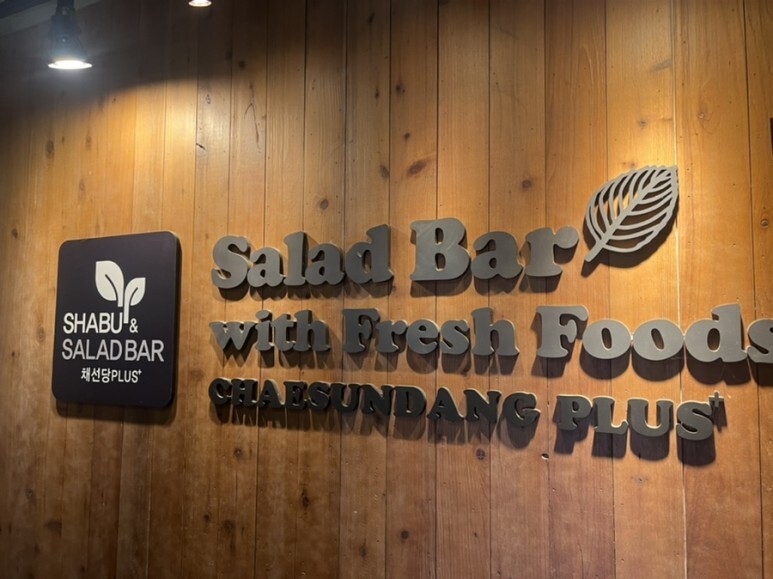 SHABU &
SALAD BAR
채선당PLUS+
Salad Bar
with Fresh Foods
CHAESUNDANG PLUS+